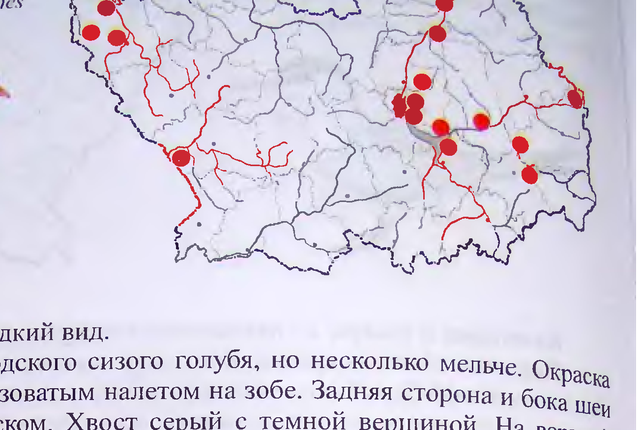 дкий вид.
дского сизого голубя, но несколько мельче. Окраска
зоватым налетом на зобе. Задняя сторона и бока шеи
ском. Хвост серый с темной вершиной. На